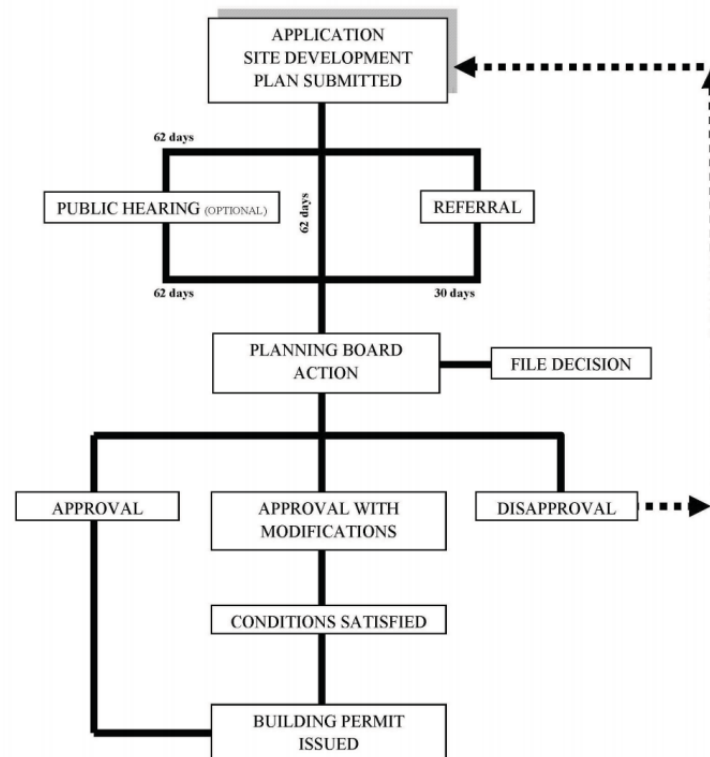 APPLICATION
SITE DEVELOPMENT
PLAN SUBMITTED
62 days
PUBLIC HEARING (OPTIONAL)
62 days
REFERRAL
62 days
30 days
PLANNING BOARD
ACTION
FILE DECISION
APPROVAL
APPROVAL WITH
MODIFICATIONS
DISAPPROVAL
CONDITIONS SATISFIED
BUILDING PERMIT
ISSUED